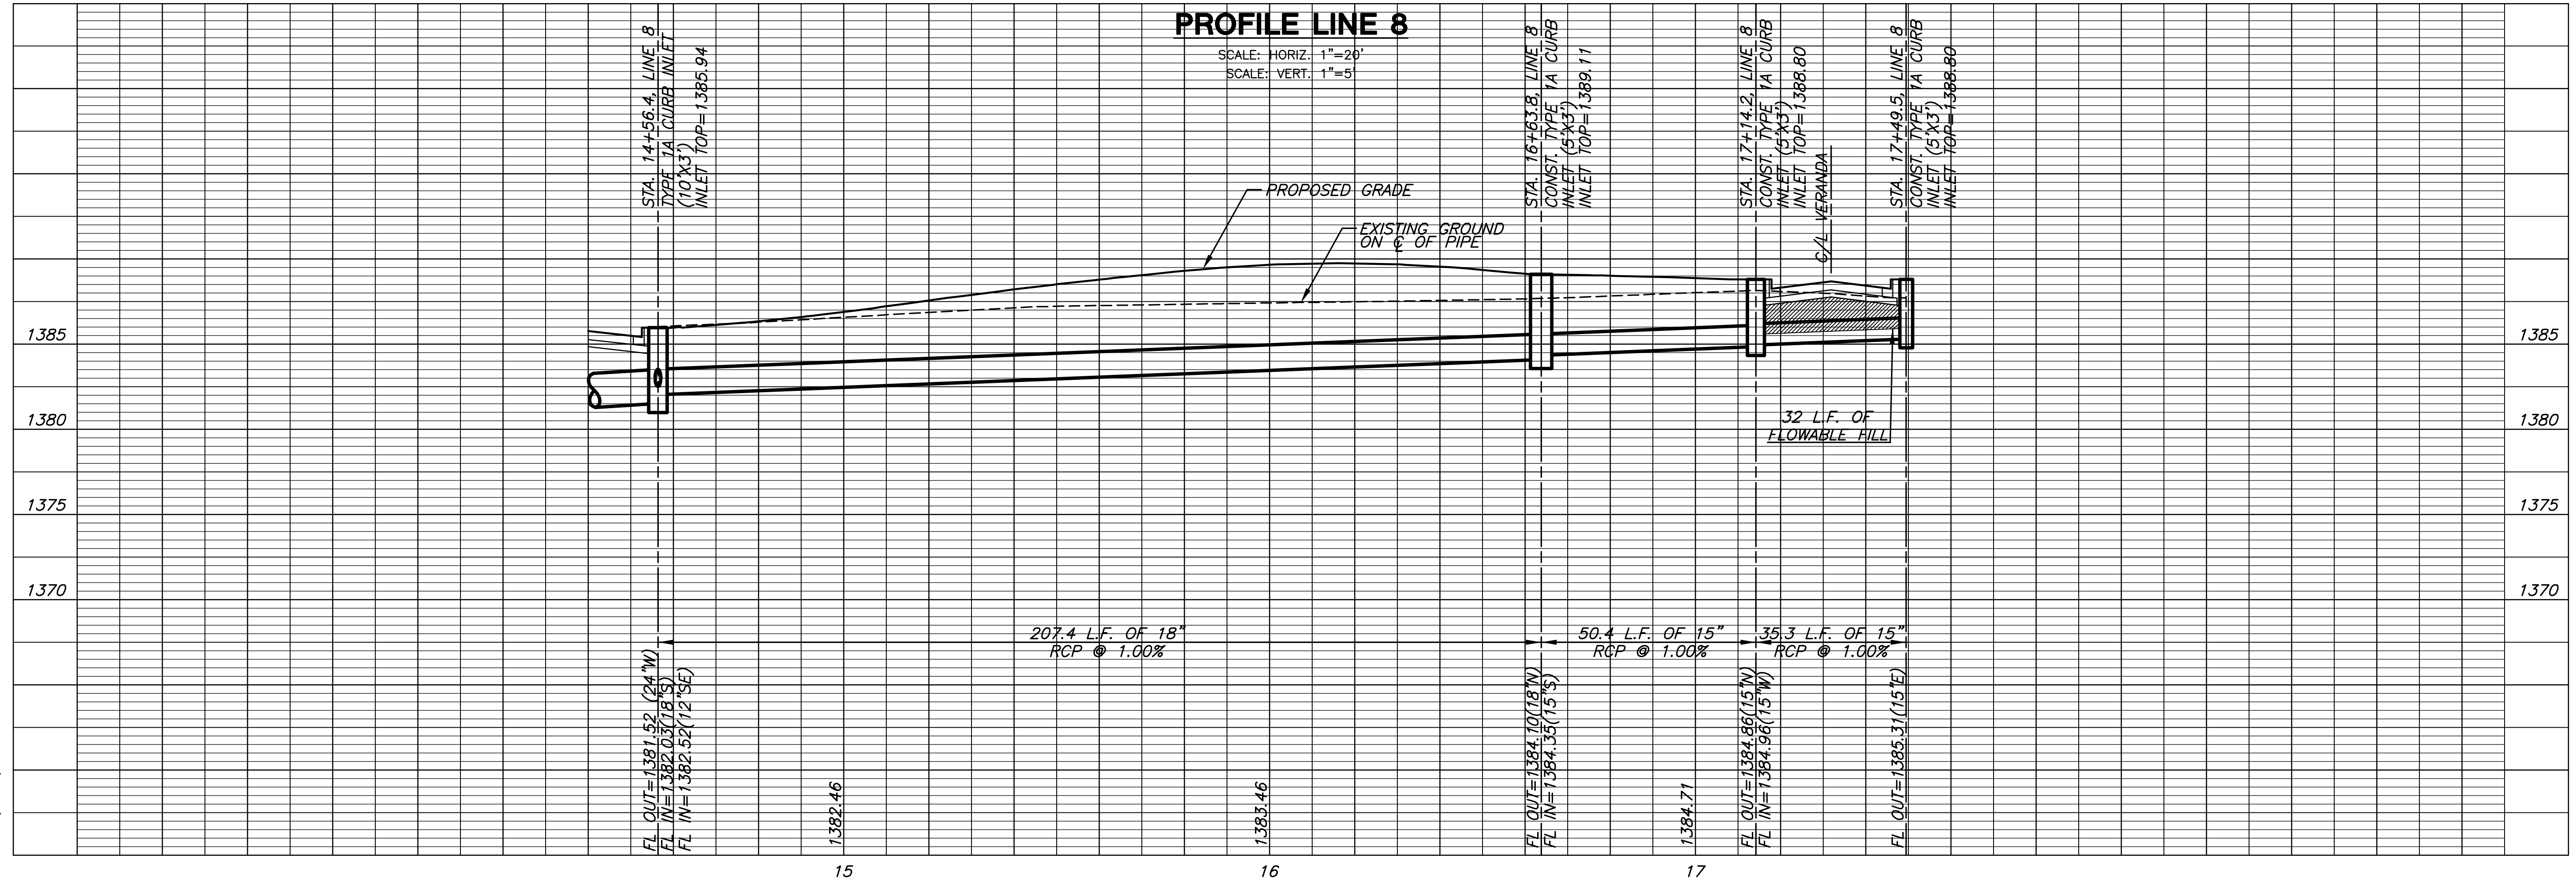 PROFILE LINE 8
SCALE: HORIZ. 1"=20'
SCALE: VERT. 1"=5'
STA. 14+56.4, LINE 8
TYPE 1A CURB INLET
(10'X3')
INLET TOP=1385.94
STA. 16+63.8, LINE 8
CONST. TYPE 1A CURB
INLET (5'X3')
INLET TOP=1389.11
STA. 17+14.2, LINE 8
CONST. TYPE 1A CURB
INLET (5'X3')
INLET TOP=1388.80
C/L VERANDA
STA. 17+49.5, LINE 8
CONST. TYPE 1A CURB
INLET (5'X3')
INLET TOP=1388.80
PROPOSED GRADE
EXISTING GROUND
ON ℄ OF PIPE
1385
1385
32 L.F. OF
FLOWABLE FILL
1380
1380
1375
1375
1370
1370
207.4 L.F. OF 18"
RCP @ 1.00%
50.4 L.F. OF 15"
RCP @ 1.00%
35.3 L.F. OF 15"
RCP @ 1.00%
FL OUT=1381.52 (24"W)
FL IN=1382.03(18"S)
FL IN=1382.52(12"SE)
1382.46
1383.46
FL OUT=1384.10(18"N)
FL IN=1384.35(15"S)
1384.71
FL OUT=1384.86(15"N)
FL IN=1384.96(15"W)
FL OUT=1385.31(15"E)
15
16
17